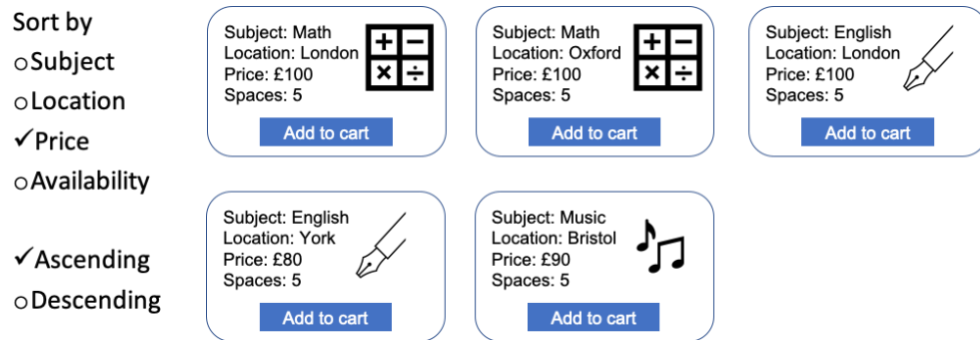 Sort by
Subject
Location
Price
Availability
Ascending
Descending
Subject: Math
Location: London
Price: £100
Spaces: 5
Add to cart
Subject: Math
Location: Oxford
Price: £100
Spaces: 5
Add to cart
Subject: English
Location: London
Price: £100
Spaces: 5
Add to cart
Subject: English
Location: York
Price: £80
Spaces: 5
Add to cart
Subject: Music
Location: Bristol
Price: £90
Spaces: 5
Add to cart